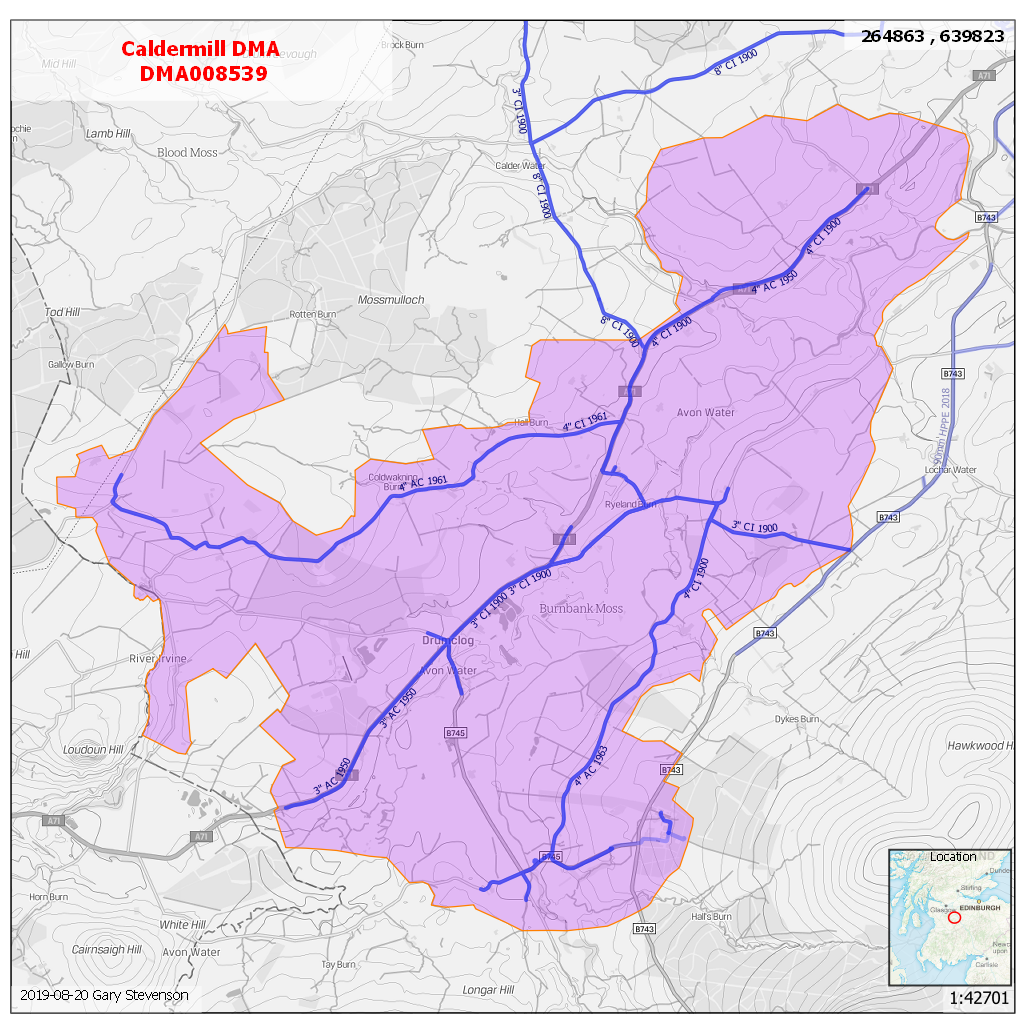 Caldermill DMA
DMA008539
264863 , 639823
Brock Burn
Mid Hill
8" CI 1900
A71
3" CI 1900
Lamb Hill
Blood Moss
Calder Water
8" CI 1900
B743
4" CI 1900
4" AC 1950
Mossmulloch
Tod Hill
Rotten Burn
8" CI 1900
4" CI 1900
Gallow Burn
B743
Avon Water
90mm HPPE 2018
Hall Burn
4" CI 1961
Coldwakning
Burn
4" AC 1961
Lochar Water
Ryeland Burn
B743
3" CI 1900
3" CI 1900
3" CI 1900
4" CI 1900
Burnbank Moss
Drumclog
B743
Hill
River Irvine
Avon Water
3" AC 1950
B745
Dykes Burn
Loudoun Hill
Hawkwood H
3" AC 1950
4" AC 1963
B743
A71
A71
B745
Location
Dunde
Stirling
Glasgow
EDINBURGH
Newc
upon
Carlisle
Horn Burn
White Hill
Hall's Burn
B743
Cairnsaigh Hill
Avon Water
Tay Burn
Longar Hill
2019-08-20 Gary Stevenson
1:42701